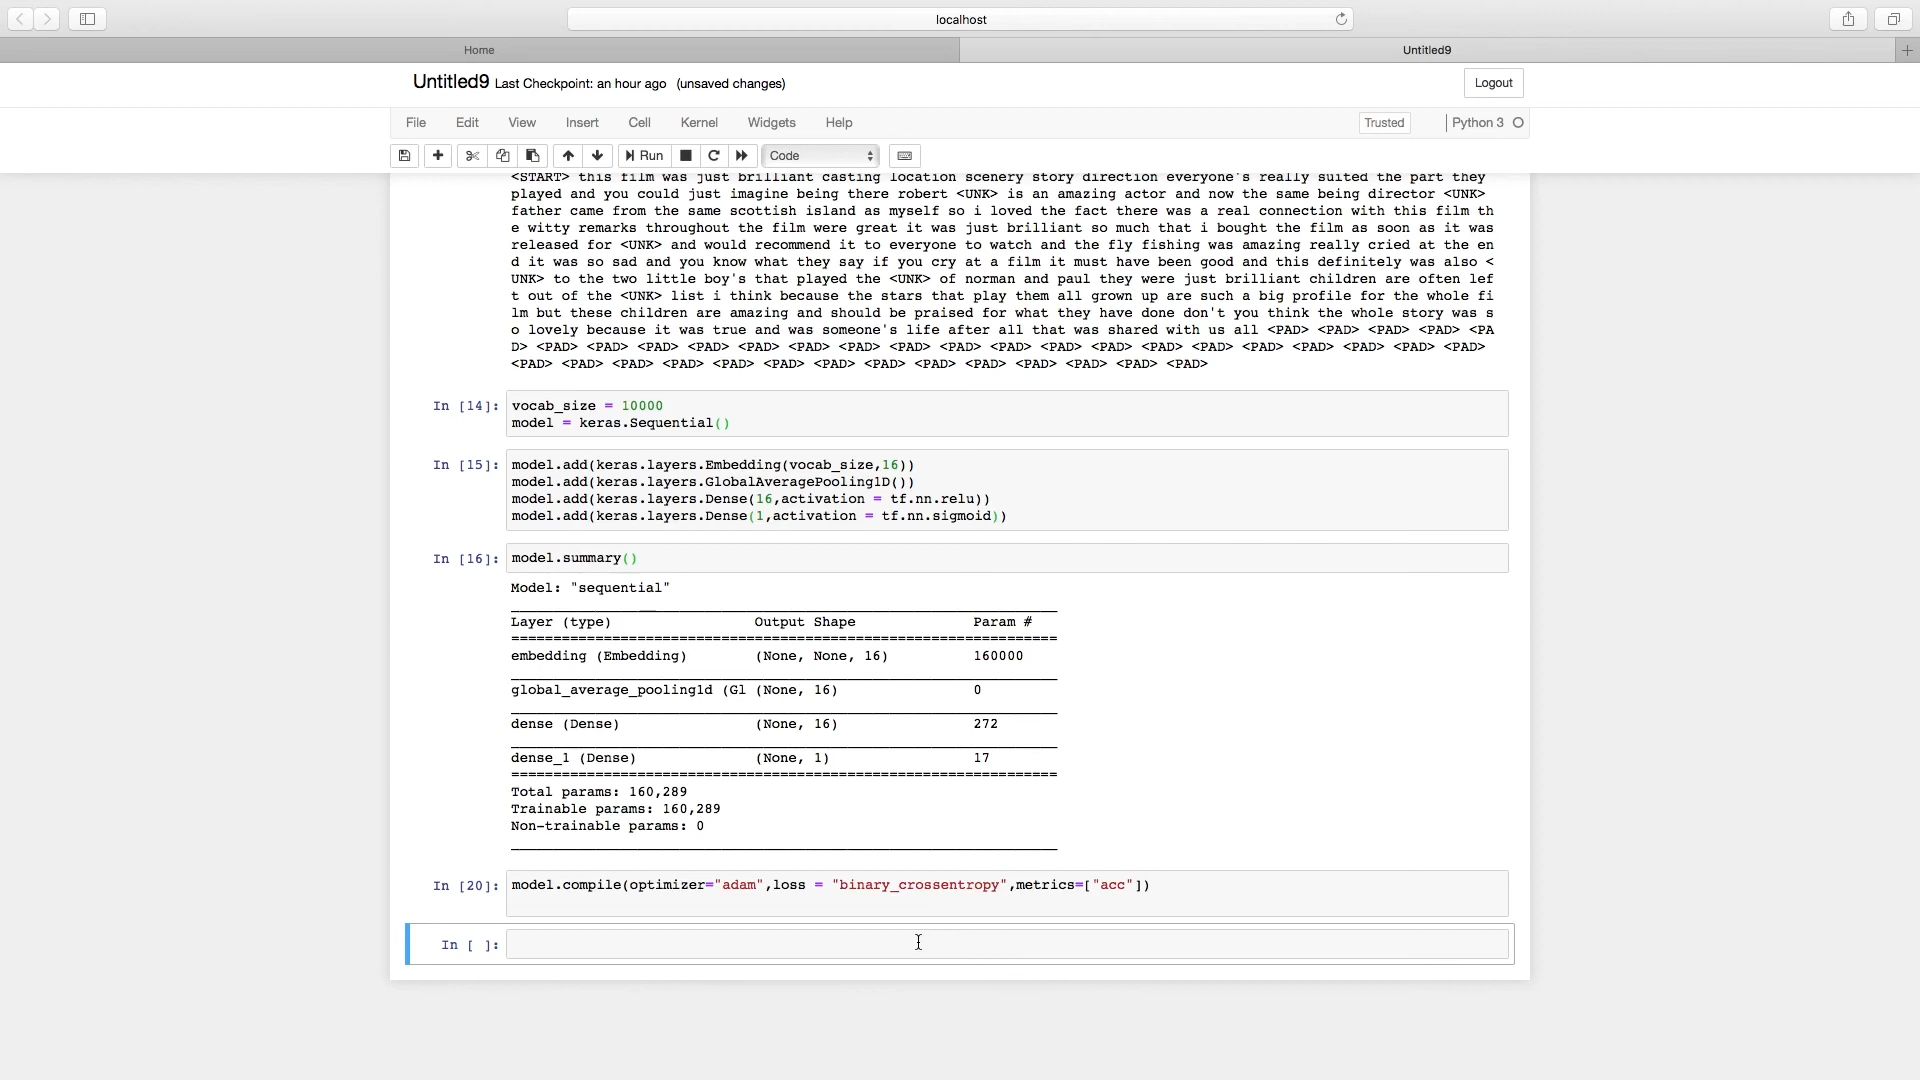 localhost
Home
Untitled9
Untitled9 Last Checkpoint: an hour ago (unsaved changes)
Logout
File Edit View Insert Cell Kernel Widgets Help
Trusted
Python 3
Run
Code
<START> this film was just brilliant casting location scenery story direction everyone's really suited the part they
played and you could just imagine being there robert <UNK> is an amazing actor and now the same being director <UNK>
father came from the same scottish island as myself so i loved the fact there was a real connection with this film th
e witty remarks throughout the film were great it was just brilliant so much that i bought the film as soon as it was
released for <UNK> and would recommend it to everyone to watch and the fly fishing was amazing really cried at the en
d it was so sad and you know what they say if you cry at a film it must have been good and this definitely was also <
UNK> to the two little boy's that played the <UNK> of norman and paul they were just brilliant children are often lef
t out of the <UNK> list i think because the stars that play them all grown up are such a big profile for the whole fi
lm but these children are amazing and should be praised for what they have done don't you think the whole story was s
o lovely because it was true and was someone's life after all that was shared with us all <PAD> <PAD> <PAD> <PAD> <PA
D> <PAD> <PAD> <PAD> <PAD> <PAD> <PAD> <PAD> <PAD> <PAD> <PAD> <PAD> <PAD> <PAD> <PAD> <PAD> <PAD> <PAD> <PAD> <PAD>
<PAD> <PAD> <PAD> <PAD> <PAD> <PAD> <PAD> <PAD> <PAD> <PAD> <PAD> <PAD> <PAD> <PAD>
In [14]:
vocab_size = 10000
model = keras.Sequential()
In [15]:
model.add(keras.layers.Embedding(vocab_size,16))
model.add(keras.layers.GlobalAveragePooling1D())
model.add(keras.layers.Dense(16,activation = tf.nn.relu))
model.add(keras.layers.Dense(1,activation = tf.nn.sigmoid))
In [16]:
model.summary()
Model: "sequential"
Layer (type) Output Shape Param #
embedding (Embedding) (None, None, 16) 160000
global_average_pooling1d (Gl (None, 16) 0
dense (Dense) (None, 16) 272
dense_1 (Dense) (None, 1) 17
Total params: 160,289
Trainable params: 160,289
Non-trainable params: 0
In [20]:
model.compile(optimizer="adam",loss = "binary_crossentropy",metrics=["acc"])
In [ ]: